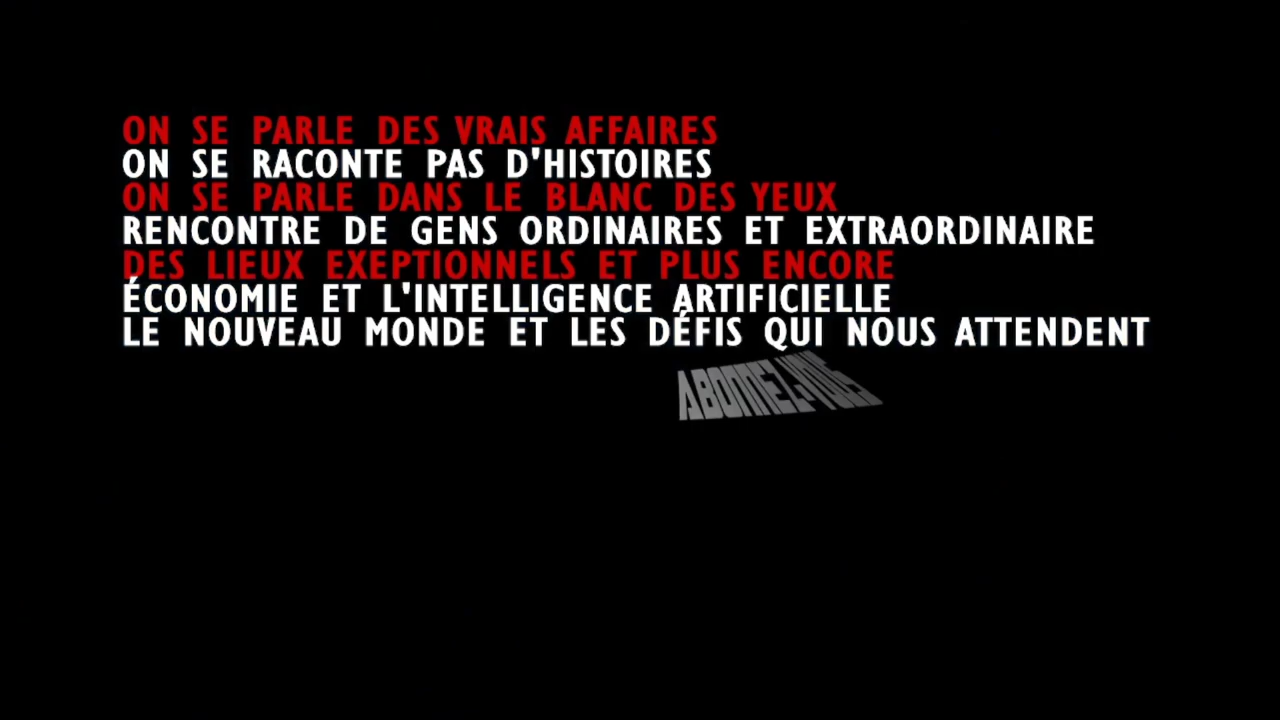 ON SE PARLE DES VRAIS AFFAIRES
ON SE RACONTE PAS D'HISTOIRES
ON SE PARLE DANS LE BLANC DES YEUX
RENCONTRE DE GENS ORDINAIRES ET EXTRAORDINAIRE
DES LIEUX EXEPTIONNELS ET PLUS ENCORE
ÉCONOMIE ET L'INTELLIGENCE ARTIFICIELLE
LE NOUVEAU MONDE ET LES DÉFIS QUI NOUS ATTENDENT
ABONNEZ-VOUS